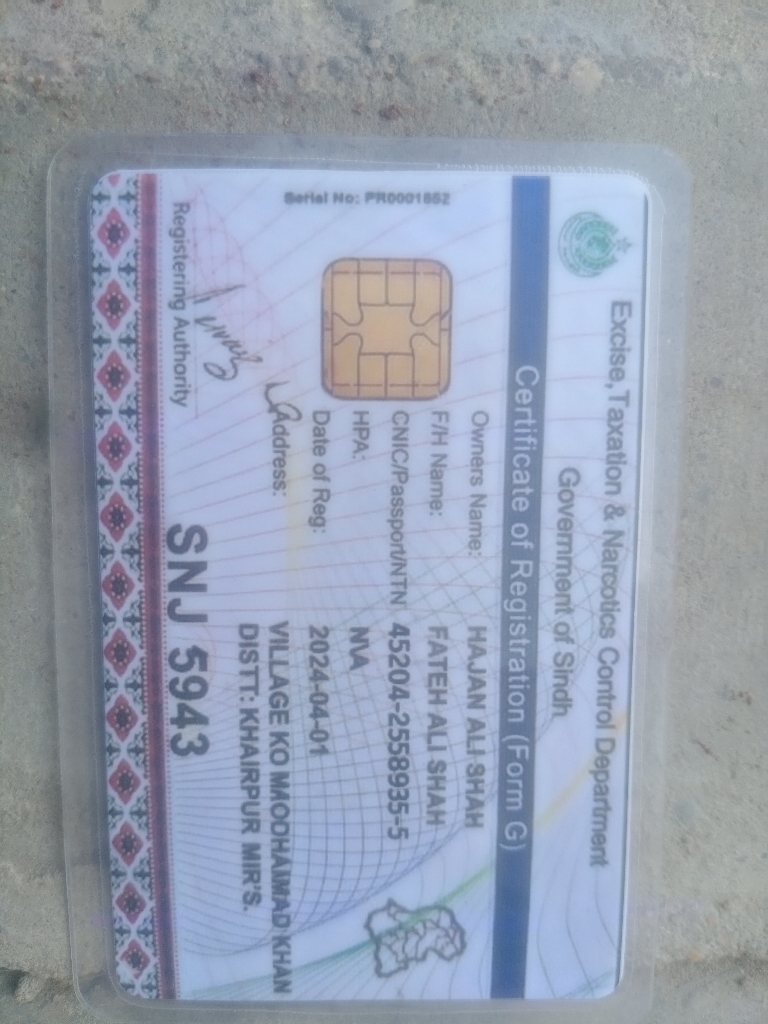 Excise,Taxation & Narcotics Control Department
Government of Sindh
Certificate of Registration (Form G)
Serial No: PR0001852
Owners Name: HAJAN ALI SHAH
F/H Name: FATEH ALI SHAH
CNIC/Passport/NTN 45204-2558935-5
HPA: N\A
Date of Reg: 2024-04-01
Address: VILLAGE KO MAODHAIMAD KHAN
DISTT: KHAIRPUR MIR'S.
SNJ 5943
Registering Authority